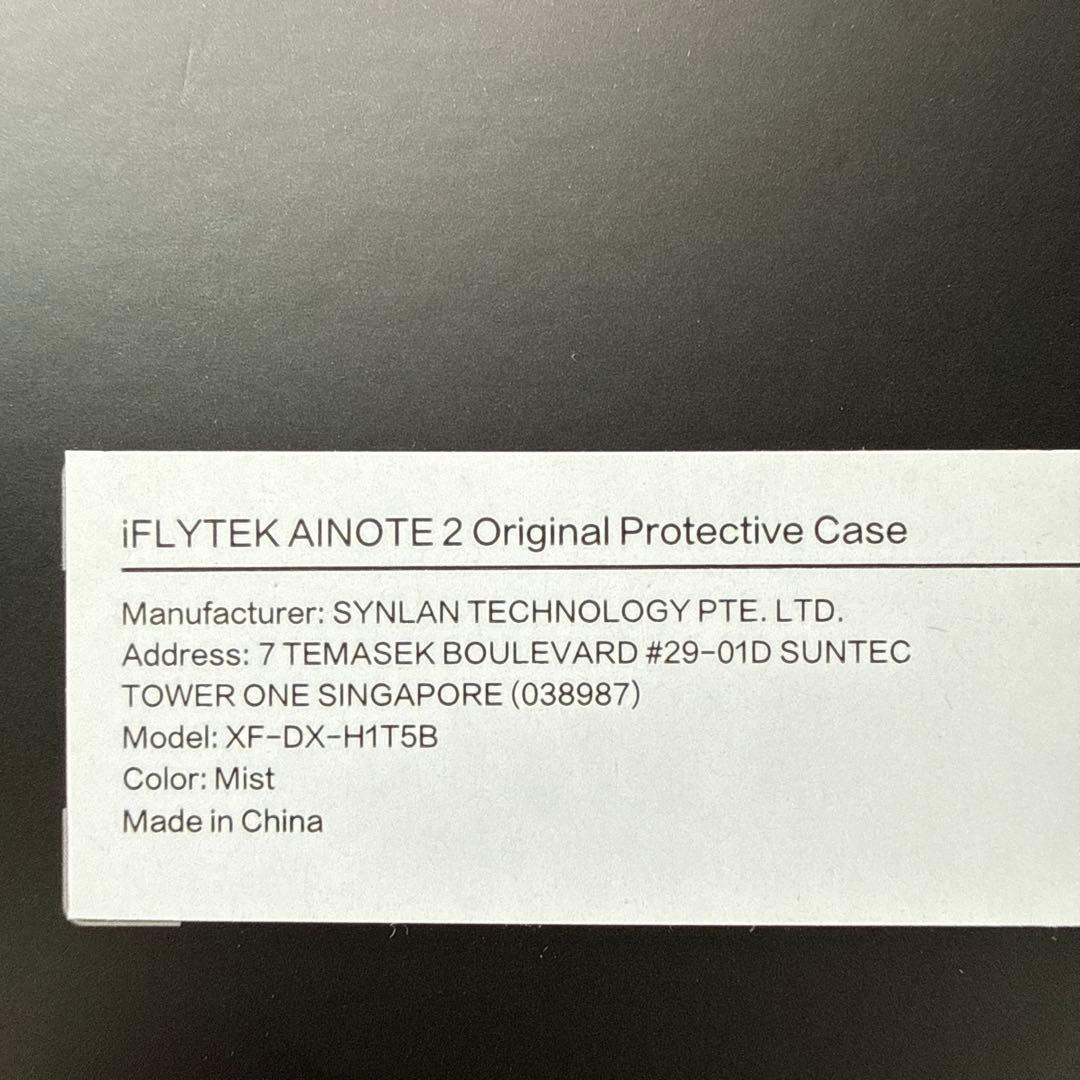 iFLYTEK AINOTE 2 Original Protective Case
Manufacturer: SYNLAN TECHNOLOGY PTE. LTD.
Address: 7 TEMASEK BOULEVARD #29-01D SUNTEC
TOWER ONE SINGAPORE (038987)
Model: XF-DX-H1T5B
Color: Mist
Made in China